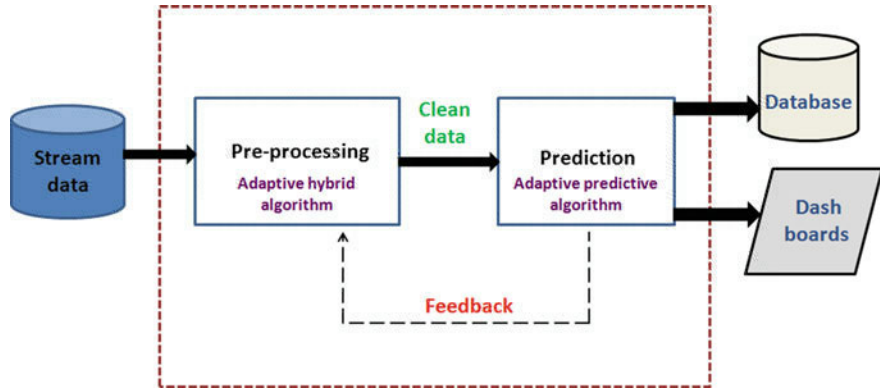 Stream
data
Pre-processing
Adaptive hybrid
algorithm
Clean
data
Prediction
Adaptive predictive
algorithm
Feedback
Database
Dash
boards